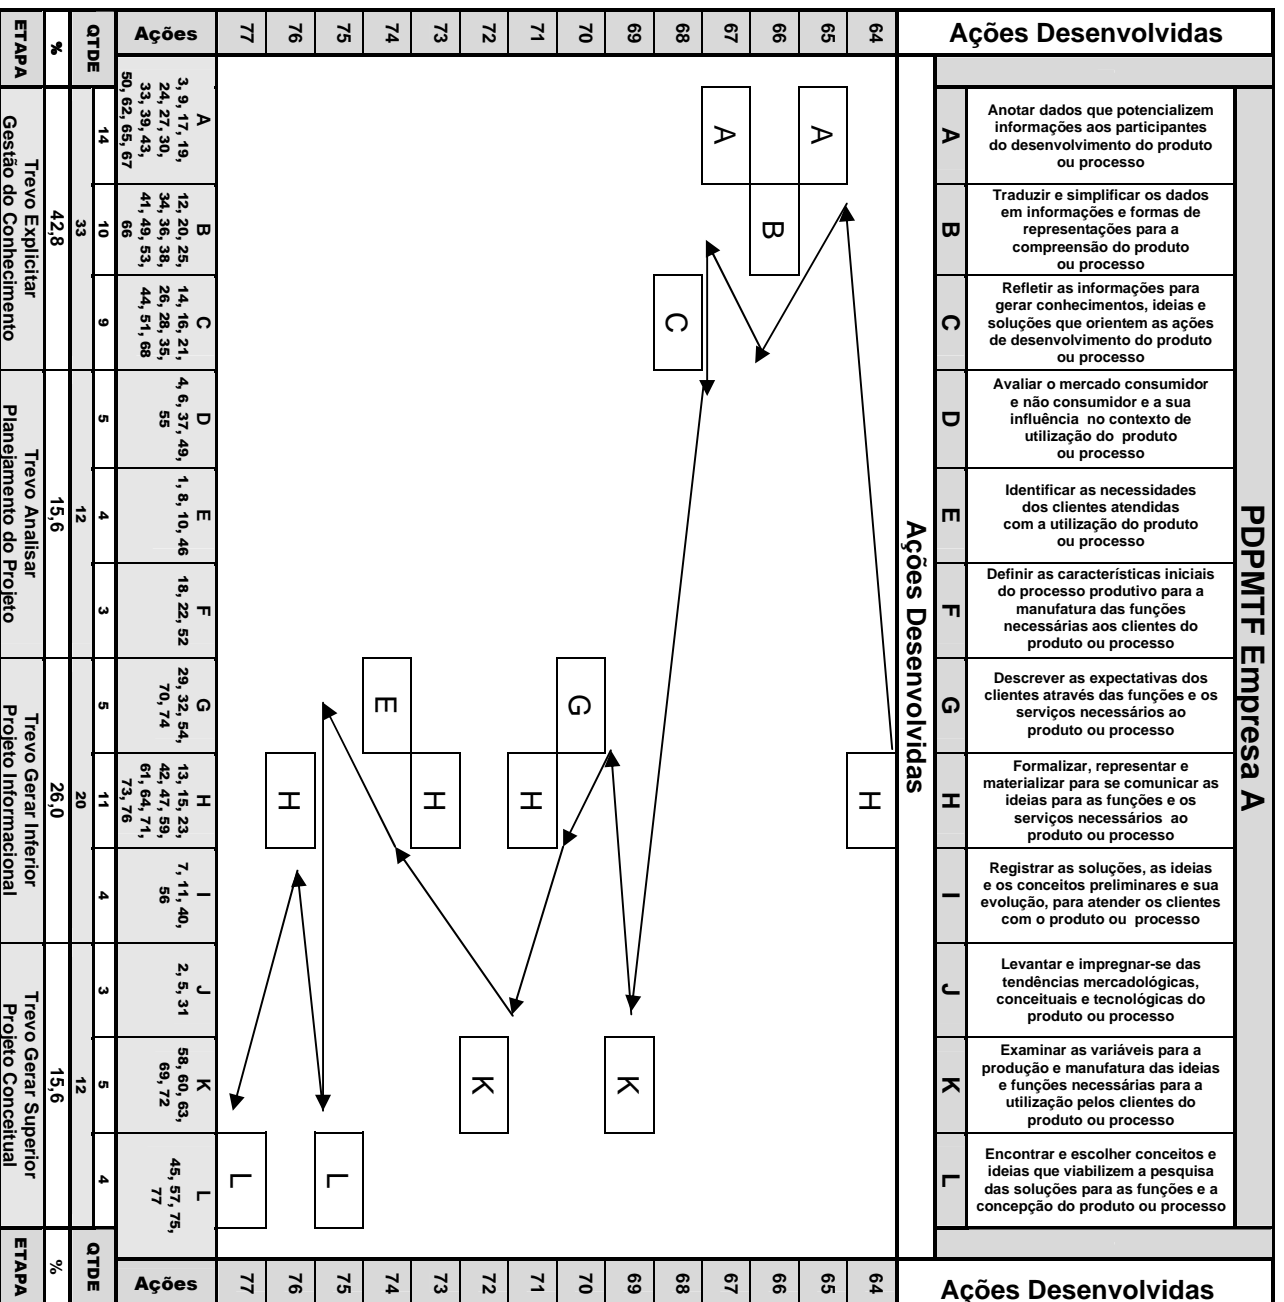 PDPMTF Empresa A
Ações Desenvolvidas
Anotar dados que potencializem
informações aos participantes
do desenvolvimento do produto
ou processo
Traduzir e simplificar os dados
em informações e formas de
representações para a
compreensão do produto
ou processo
Refletir as informações para
gerar conhecimentos, ideias e
soluções que orientem as ações
de desenvolvimento do produto
ou processo
Avaliar o mercado consumidor
e não consumidor e a sua
influência no contexto de
utilização do produto
ou processo
Identificar as necessidades
dos clientes atendidas
com a utilização do produto
ou processo
Definir as características iniciais
do processo produtivo para a
manufatura das funções
necessárias aos clientes do
produto ou processo
Descrever as expectativas dos
clientes através das funções e os
serviços necessários ao
produto ou processo
Formalizar, representar e
materializar para se comunicar as
ideias para as funções e os
serviços necessários ao
produto ou processo
Registrar as soluções, as ideias
e os conceitos preliminares e sua
evolução, para atender os clientes
com o produto ou processo
Levantar e impregnar-se das
tendências mercadológicas,
conceituais e tecnológicas do
produto ou processo
Examinar as variáveis para a
produção e manufatura das ideias
e funções necessárias para a
utilização pelos clientes do
produto ou processo
Encontrar e escolher conceitos e
ideias que viabilizem a pesquisa
das soluções para as funções e a
concepção do produto ou processo
Ações Desenvolvidas
A B C D E F G H I J K L
Ações Desenvolvidas
64 H 64
65 A 65
66 B 66
67 A 67
68 C 68
69 K 69
70 G 70
71 H 71
72 K 72
73 H 73
74 E 74
75 L 75
76 H 76
77 L 77
Ações
A
3, 9, 17, 19,
24, 27, 30,
33, 39, 43,
50, 62, 65, 67
B
12, 20, 25,
34, 36, 38,
41, 49, 53,
66
C
14, 16, 21,
26, 28, 35,
44, 51, 68
D
4, 6, 37, 49,
55
E
1, 8, 10, 46
F
18, 22, 52
G
29, 32, 54,
70, 74
H
13, 15, 23,
42, 47, 59,
61, 64, 71,
73, 76
I
7, 11, 40,
56
J
2, 5, 31
K
58, 60, 63,
69, 72
L
45, 57, 75,
77
Ações
QTDE
14 10 9 5 4 3 5 11 4 3 5 4
33 12 20 12
QTDE
% 42,8 15,6 26,0 15,6 %
ETAPA
Trevo Explicitar
Gestão do Conhecimento
Trevo Analisar
Planejamento do Projeto
Trevo Gerar Inferior
Projeto Informacional
Trevo Gerar Superior
Projeto Conceitual
ETAPA